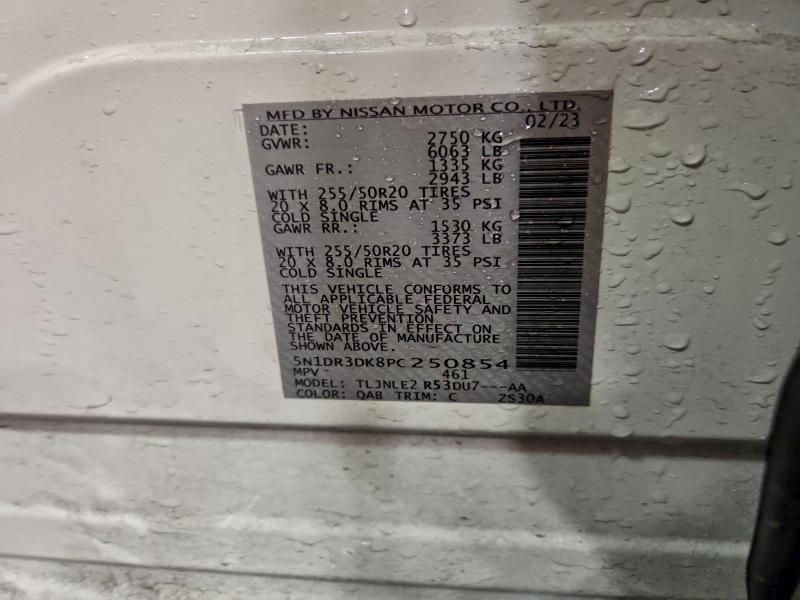 MFD BY NISSAN MOTOR CO., LTD.
DATE: 02/23
GVWR: 2750 KG
6063 LB
GAWR FR.: 1335 KG
2943 LB
WITH 255/50R20 TIRES
20 X 8.0 RIMS AT 35 PSI
COLD SINGLE
GAWR RR.: 1530 KG
3373 LB
WITH 255/50R20 TIRES
20 X 8.0 RIMS AT 35 PSI
COLD SINGLE
THIS VEHICLE CONFORMS TO
ALL APPLICABLE FEDERAL
MOTOR VEHICLE SAFETY AND
THEFT PREVENTION
STANDARDS IN EFFECT ON
THE DATE OF MANUFACTURE
SHOWN ABOVE.
5N1DR3DK8PC250854
MPV- 461
MODEL: TLJNLE2 R53DU7---AA
COLOR: QAB TRIM: C ZS30A